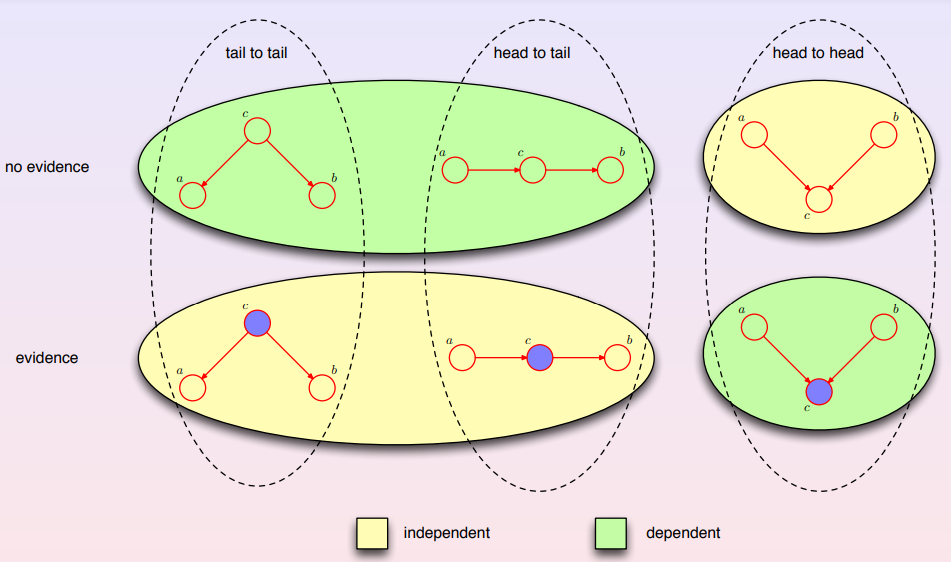 tail to tail
head to tail
head to head
no evidence
c
a
b
a
c
b
a
b
c
evidence
c
a
b
a
c
b
a
b
c
independent
dependent